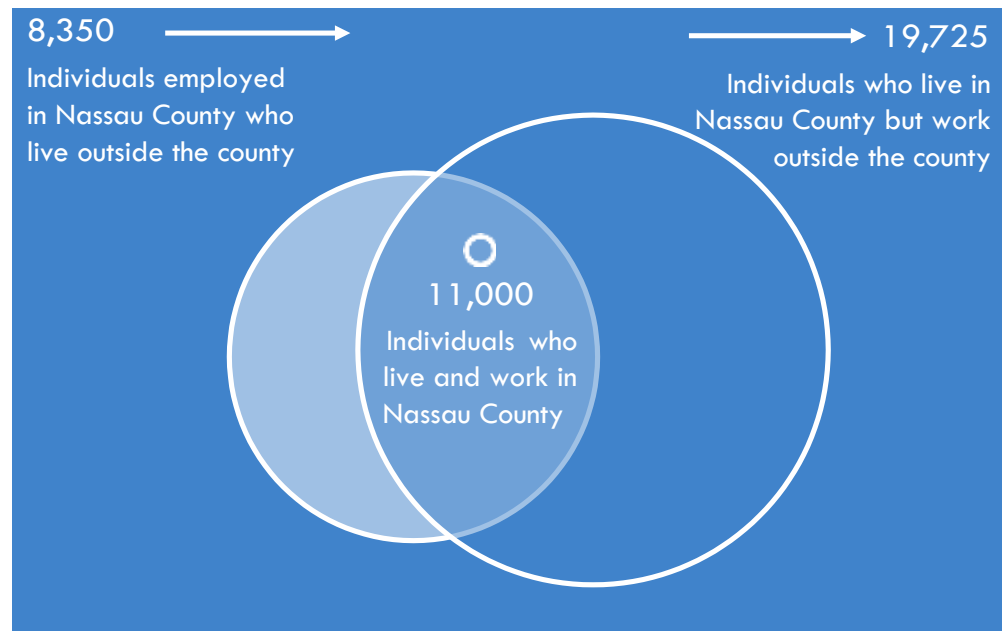 8,350
Individuals employed
in Nassau County who
live outside the county
19,725
Individuals who live in
Nassau County but work
outside the county
11,000
Individuals who
live and work in
Nassau County